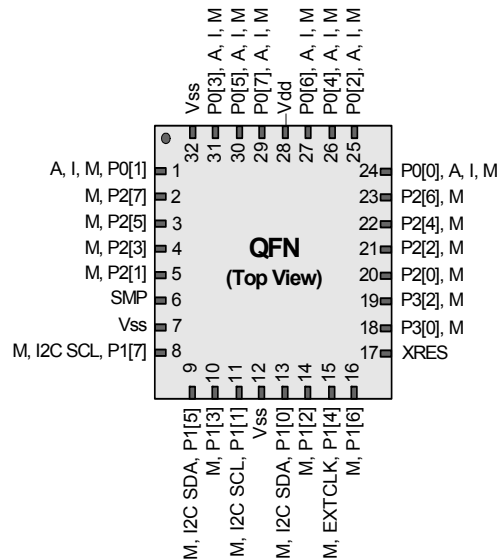 Vss
P0[3], A, I, M
P0[5], A, I, M
P0[7], A, I, M
Vdd
P0[6], A, I, M
P0[4], A, I, M
P0[2], A, I, M
32
31
30
29
28
27
26
25
A, I, M, P0[1]
1
24
P0[0], A, I, M
M, P2[7]
2
23
P2[6], M
M, P2[5]
3
22
P2[4], M
M, P2[3]
4
QFN
21
P2[2], M
M, P2[1]
5
(Top View)
20
P2[0], M
SMP
6
19
P3[2], M
Vss
7
18
P3[0], M
M, I2C SCL, P1[7]
8
17
XRES
9
10
11
12
13
14
15
16
M, I2C SDA, P1[5]
M, P1[3]
M, I2C SCL, P1[1]
Vss
M, I2C SDA, P1[0]
M, P1[2]
M, EXTCLK, P1[4]
M, P1[6]